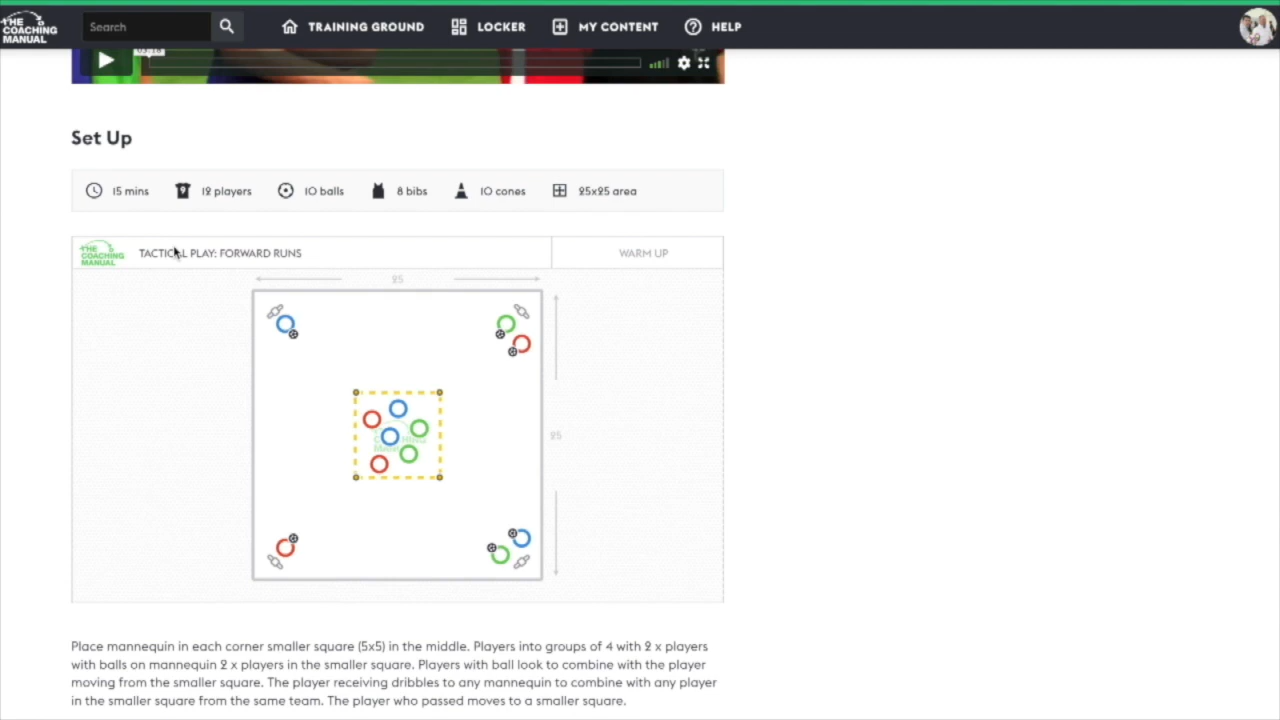 THE
COACHING
MANUAL
Search
TRAINING GROUND
LOCKER
MY CONTENT
HELP
Set Up
15 mins
12 players
10 balls
8 bibs
10 cones
25x25 area
THE
COACHING
MANUAL
TACTICAL PLAY: FORWARD RUNS
WARM UP
25
25
Place mannequin in each corner smaller square (5x5) in the middle. Players into groups of 4 with 2 x players
with balls on mannequin 2 x players in the smaller square. Players with ball look to combine with the player
moving from the smaller square. The player receiving dribbles to any mannequin to combine with any player
in the smaller square from the same team. The player who passed moves to a smaller square.